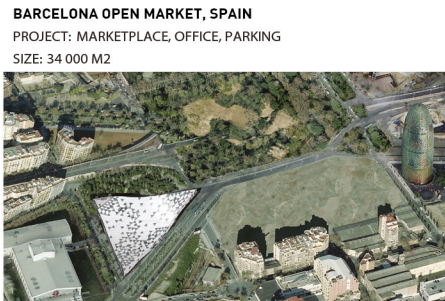 BARCELONA OPEN MARKET, SPAIN
PROJECT: MARKETPLACE, OFFICE, PARKING
SIZE: 34 000 M2